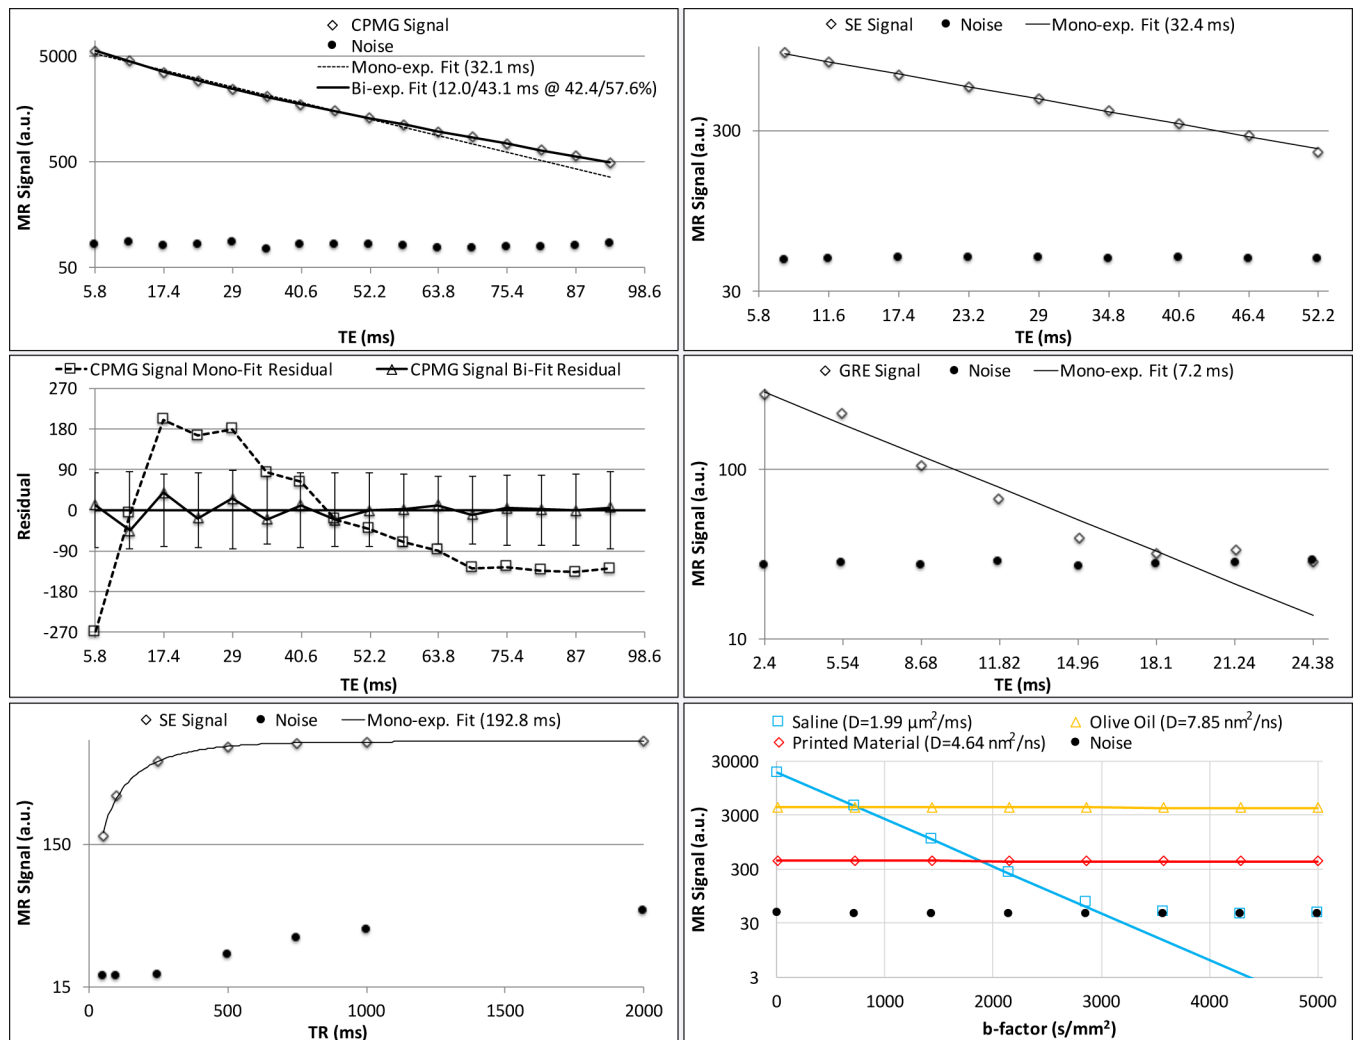 CPMG Signal
Noise
Mono-exp. Fit (32.1 ms)
Bi-exp. Fit (12.0/43.1 ms @ 42.4/57.6%)
MR Signal (a.u.)
5000
500
50
5.8 17.4 29 40.6 52.2 63.8 75.4 87 98.6
TE (ms)
SE Signal Noise Mono-exp. Fit (32.4 ms)
MR Signal (a.u.)
300
30
5.8 11.6 17.4 23.2 29 34.8 40.6 46.4 52.2
TE (ms)
CPMG Signal Mono-Fit Residual CPMG Signal Bi-Fit Residual
Residual
270
180
90
0
-90
-180
-270
5.8 17.4 29 40.6 52.2 63.8 75.4 87 98.6
TE (ms)
GRE Signal Noise Mono-exp. Fit (7.2 ms)
MR Signal (a.u.)
100
10
2.4 5.54 8.68 11.82 14.96 18.1 21.24 24.38
TE (ms)
SE Signal Noise Mono-exp. Fit (192.8 ms)
MR Signal (a.u.)
150
15
0 500 1000 1500 2000
TR (ms)
Saline (D=1.99 µm²/ms) Olive Oil (D=7.85 nm²/ns)
Printed Material (D=4.64 nm²/ns) Noise
MR Signal (a.u.)
30000
3000
300
30
3
0 1000 2000 3000 4000 5000
b-factor (s/mm²)